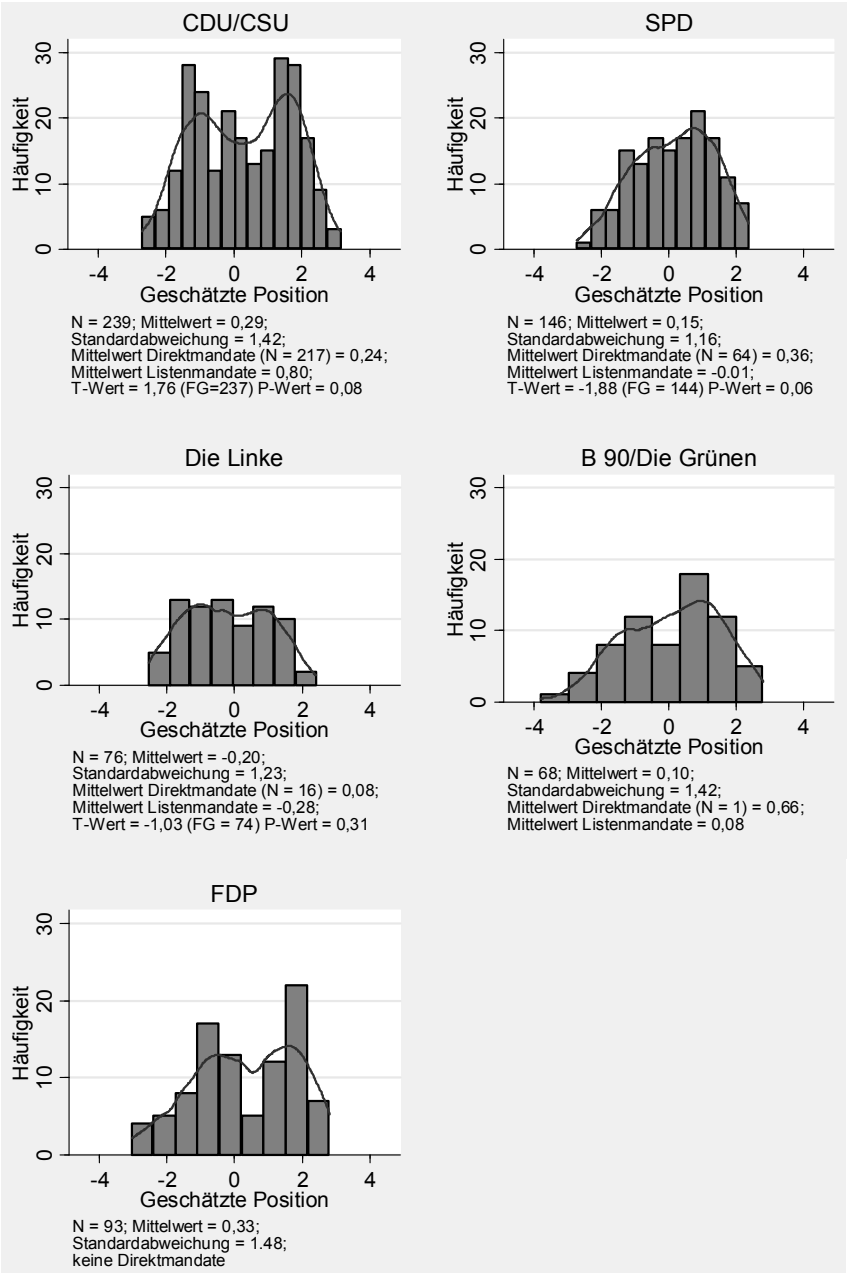 CDU/CSU
30
20
10
0
Häufigkeit
-4 -2 0 2 4
Geschätzte Position
N = 239; Mittelwert = 0,29;
Standardabweichung = 1,42;
Mittelwert Direktmandate (N = 217) = 0,24;
Mittelwert Listenmandate = 0,80;
T-Wert = 1,76 (FG=237) P-Wert = 0,08
SPD
30
20
10
0
Häufigkeit
-4 -2 0 2 4
Geschätzte Position
N = 146; Mittelwert = 0,15;
Standardabweichung = 1,16;
Mittelwert Direktmandate (N = 64) = 0,36;
Mittelwert Listenmandate = -0.01;
T-Wert = -1,88 (FG = 144) P-Wert = 0,06
Die Linke
30
20
10
0
Häufigkeit
-4 -2 0 2 4
Geschätzte Position
N = 76; Mittelwert = -0,20;
Standardabweichung = 1,23;
Mittelwert Direktmandate (N = 16) = 0,08;
Mittelwert Listenmandate = -0,28;
T-Wert = -1,03 (FG = 74) P-Wert = 0,31
B 90/Die Grünen
30
20
10
0
Häufigkeit
-4 -2 0 2 4
Geschätzte Position
N = 68; Mittelwert = 0,10;
Standardabweichung = 1,42;
Mittelwert Direktmandate (N = 1) = 0,66;
Mittelwert Listenmandate = 0,08
FDP
30
20
10
0
Häufigkeit
-4 -2 0 2 4
Geschätzte Position
N = 93; Mittelwert = 0,33;
Standardabweichung = 1.48;
keine Direktmandate